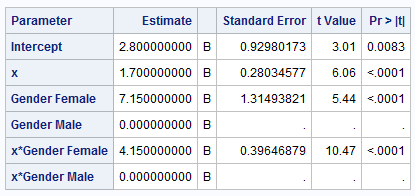 Parameter Estimate Standard Error t Value Pr > |t|
Intercept 2.800000000 B 0.92980173 3.01 0.0083
x 1.700000000 B 0.28034577 6.06 <.0001
Gender Female 7.150000000 B 1.31493821 5.44 <.0001
Gender Male 0.000000000 B . . .
x*Gender Female 4.150000000 B 0.39646879 10.47 <.0001
x*Gender Male 0.000000000 B . . .